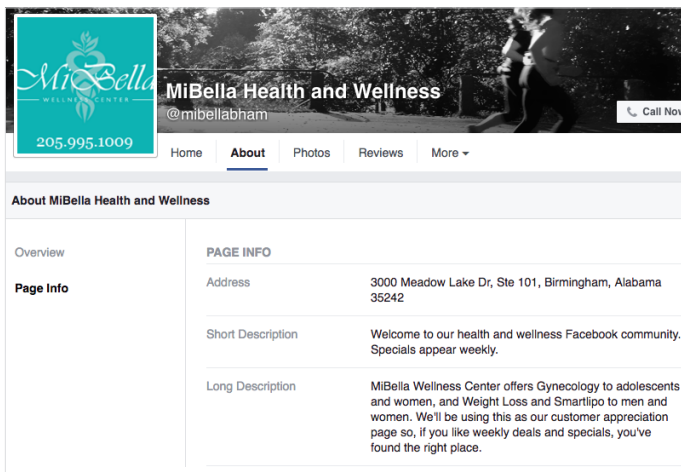 MiBella
WELLNESS CENTER
205.995.1009
MiBella Health and Wellness
@mibellabham
Call Now
Home About Photos Reviews More
About MiBella Health and Wellness
Overview
Page Info
PAGE INFO
Address
3000 Meadow Lake Dr, Ste 101, Birmingham, Alabama
35242
Short Description
Welcome to our health and wellness Facebook community.
Specials appear weekly.
Long Description
MiBella Wellness Center offers Gynecology to adolescents
and women, and Weight Loss and Smartlipo to men and
women. We'll be using this as our customer appreciation
page so, if you like weekly deals and specials, you've
found the right place.